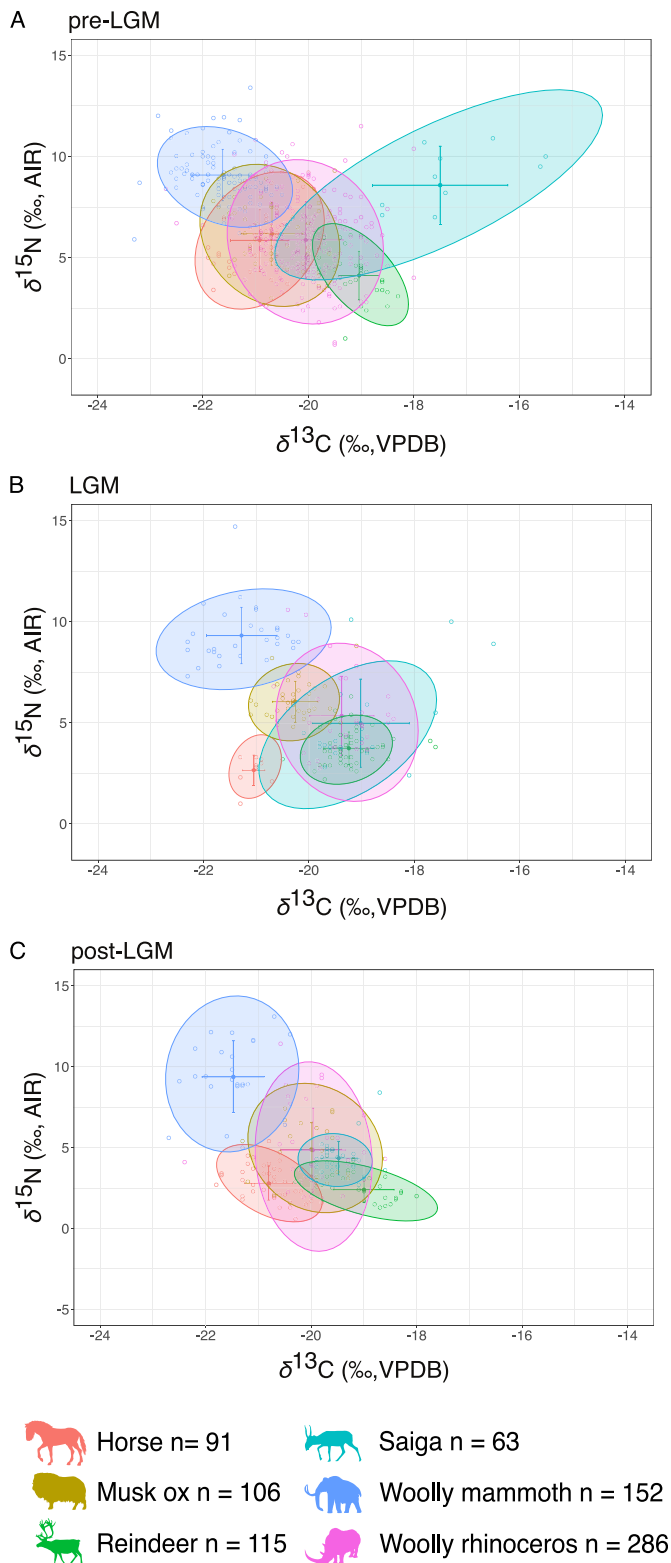 A pre-LGM
15
10
5
0
δ15N (‰, AIR)
-24 -22 -20 -18 -16 -14
δ13C (‰,VPDB)
B LGM
15
10
5
0
δ15N (‰, AIR)
-24 -22 -20 -18 -16 -14
δ13C (‰,VPDB)
C post-LGM
15
10
5
0
-5
δ15N (‰, AIR)
-24 -22 -20 -18 -16 -14
δ13C (‰,VPDB)
Horse n= 91
Saiga n = 63
Musk ox n = 106
Woolly mammoth n = 152
Reindeer n = 115
Woolly rhinoceros n = 286